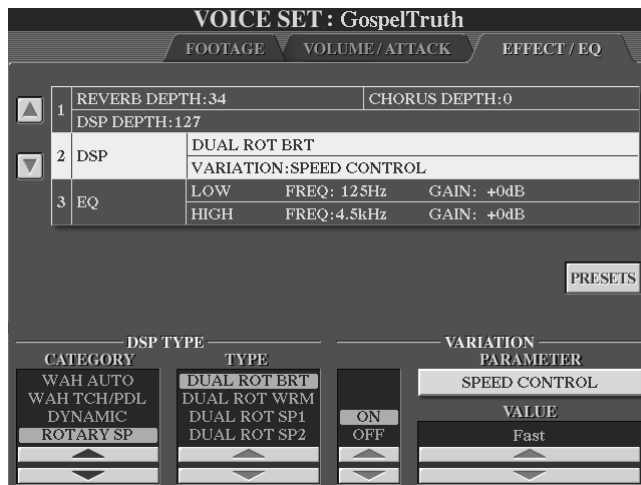 VOICE SET : GospelTruth
FOOTAGE VOLUME / ATTACK EFFECT / EQ
1 REVERB DEPTH:34 CHORUS DEPTH:0
DSP DEPTH:127
2 DSP DUAL ROT BRT
VARIATION:SPEED CONTROL
3 EQ LOW FREQ: 125Hz GAIN: +0dB
HIGH FREQ:4.5kHz GAIN: +0dB
PRESETS
DSP TYPE VARIATION
CATEGORY TYPE PARAMETER
WAH AUTO DUAL ROT BRT SPEED CONTROL
WAH TCH/PDL DUAL ROT WRM
DYNAMIC DUAL ROT SP1 ON VALUE
ROTARY SP DUAL ROT SP2 OFF Fast